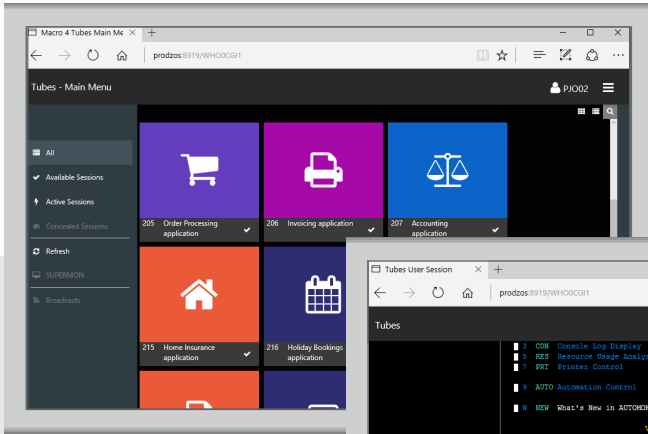 Macro 4 Tubes Main Me
prodzos:8919/WHO0CGI1
Tubes - Main Menu
PJO02
All
Available Sessions
Active Sessions
Concealed Sessions
Refresh
SUPERMON
Broadcasts
205 Order Processing
application
206 Invoicing application
207 Accounting
application
215 Home Insurance
application
216 Holiday Bookings
application
Tubes User Session
prodzos:8919/WHO0CGI1
Tubes
3 CON Console Log Display
5 RES Resource Usage Analys
7 PRT Printer Control
9 AUTO Automation Control
N NEW What's New in AUTOMON